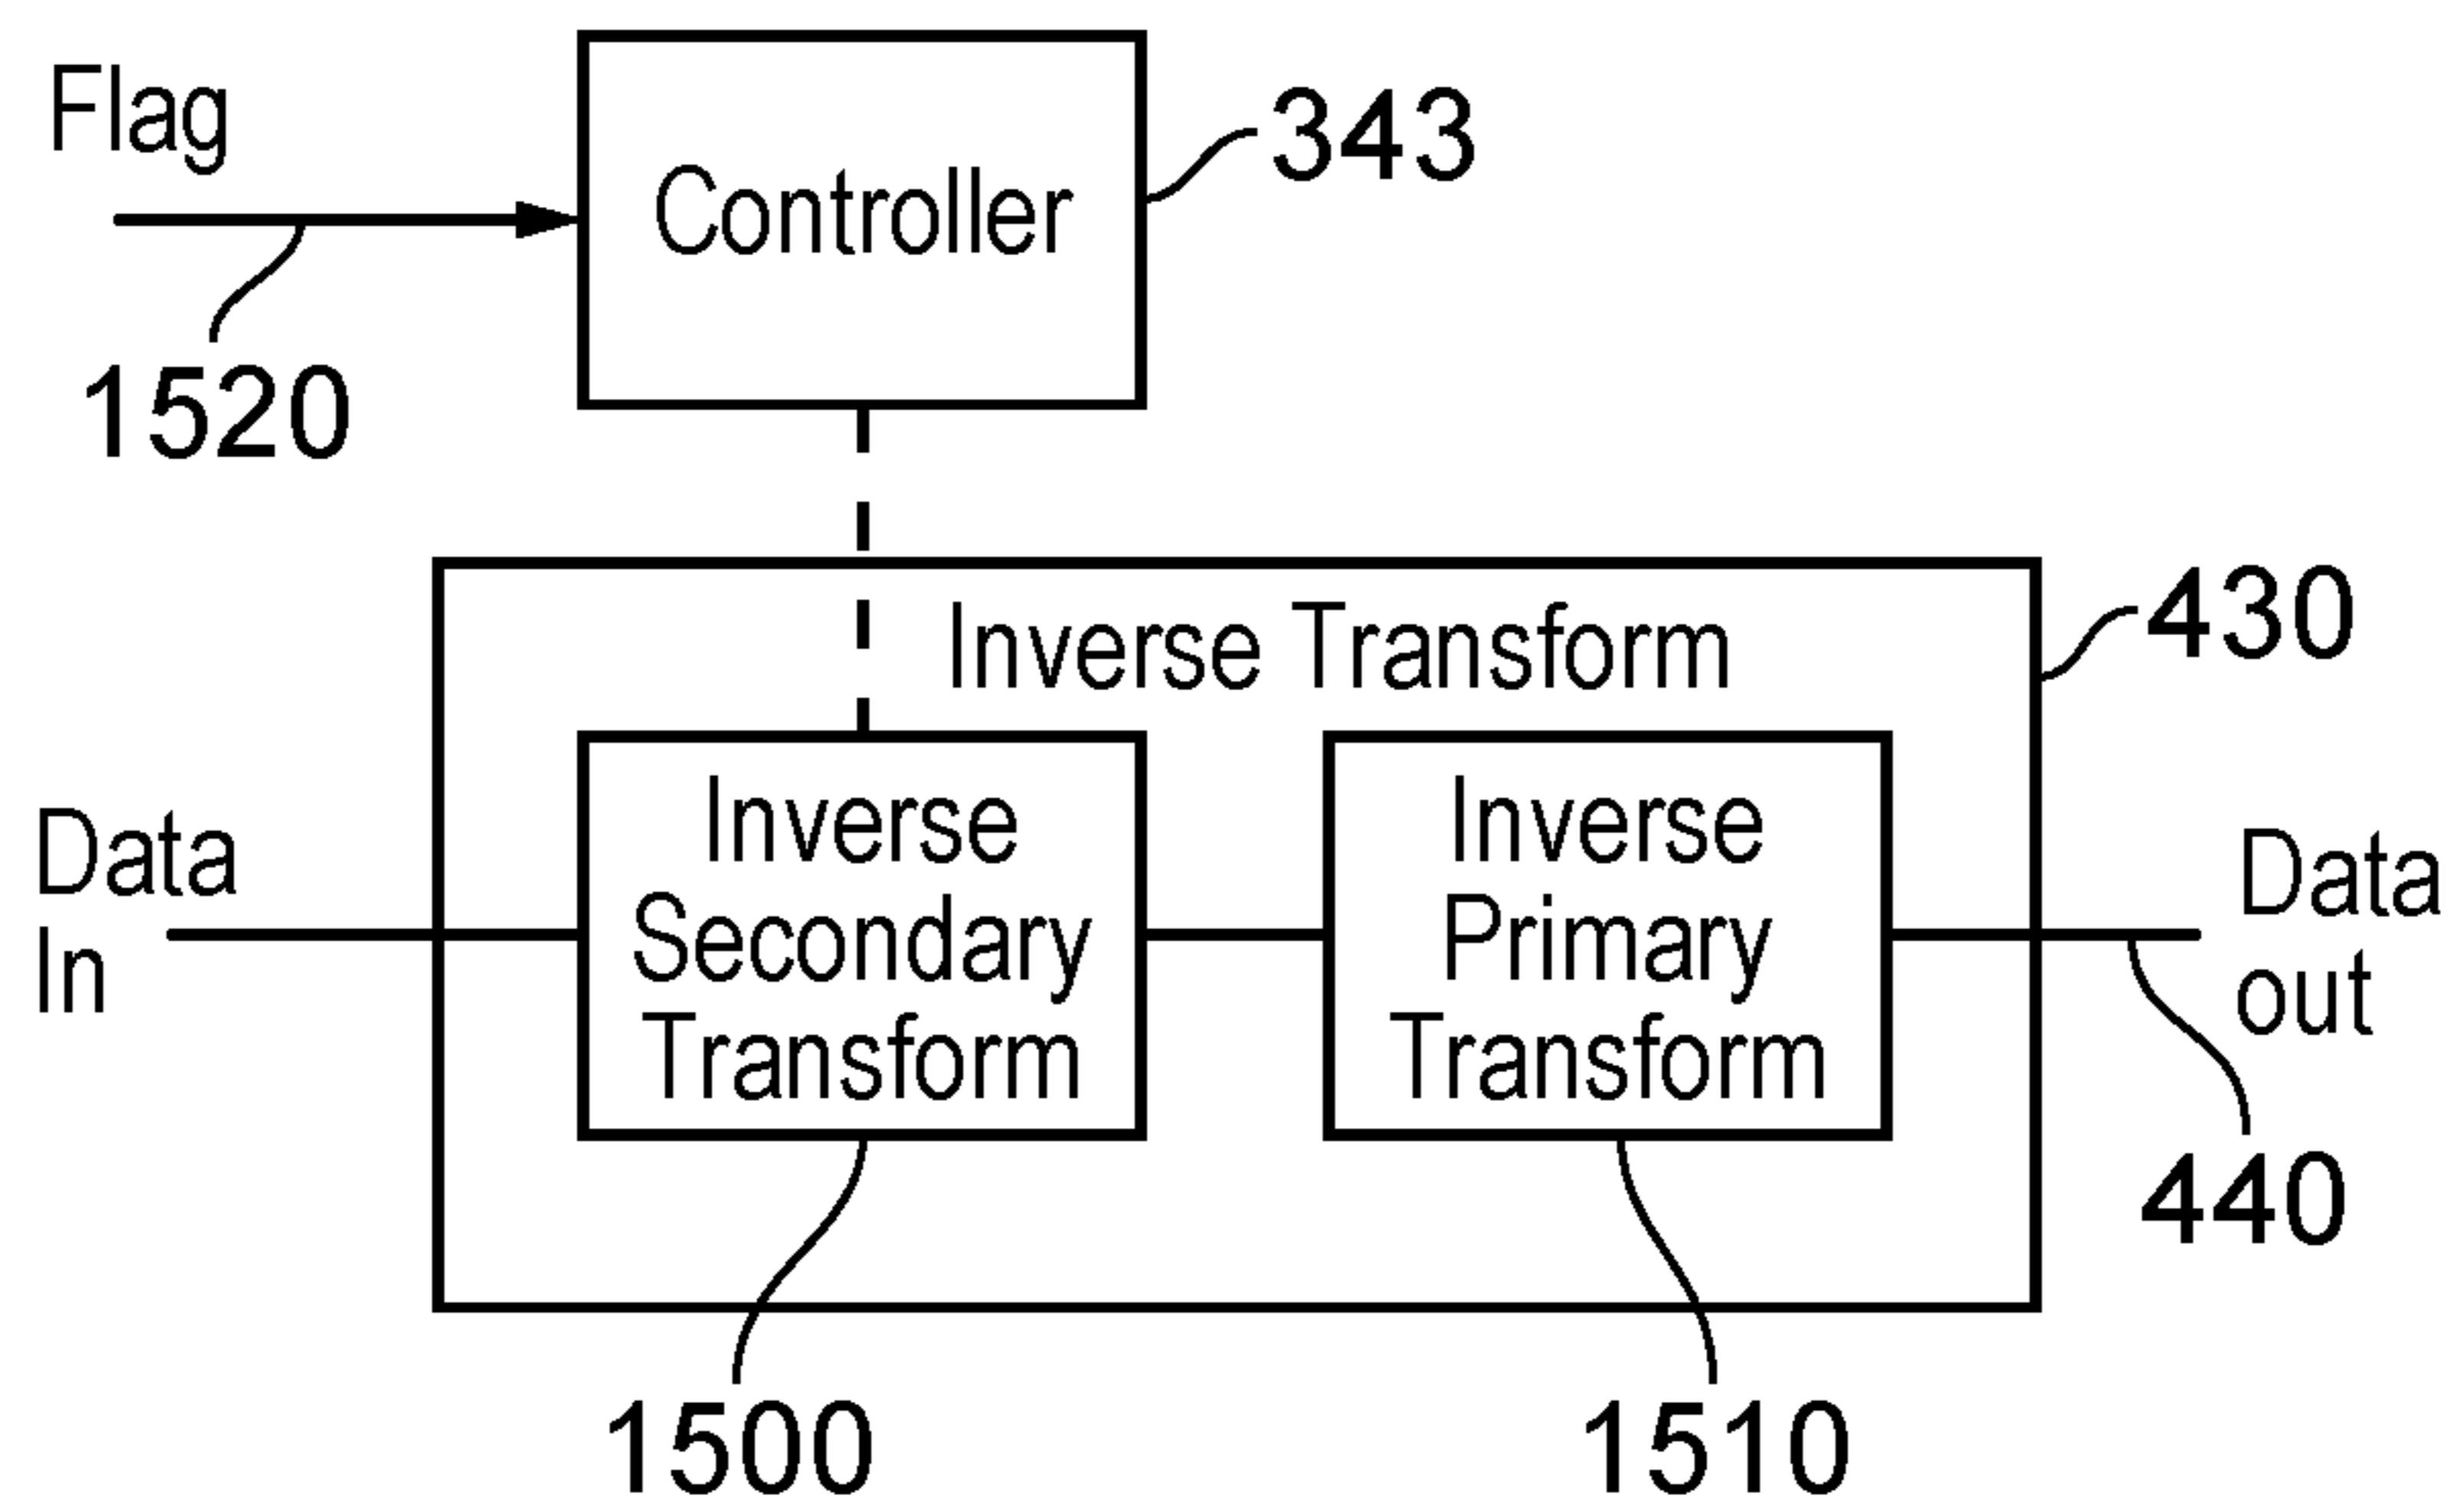 Flag
Controller
343
1520
Inverse Transform
430
Data
In
Inverse
Secondary
Transform
Inverse
Primary
Transform
Data
out
440
1500
1510